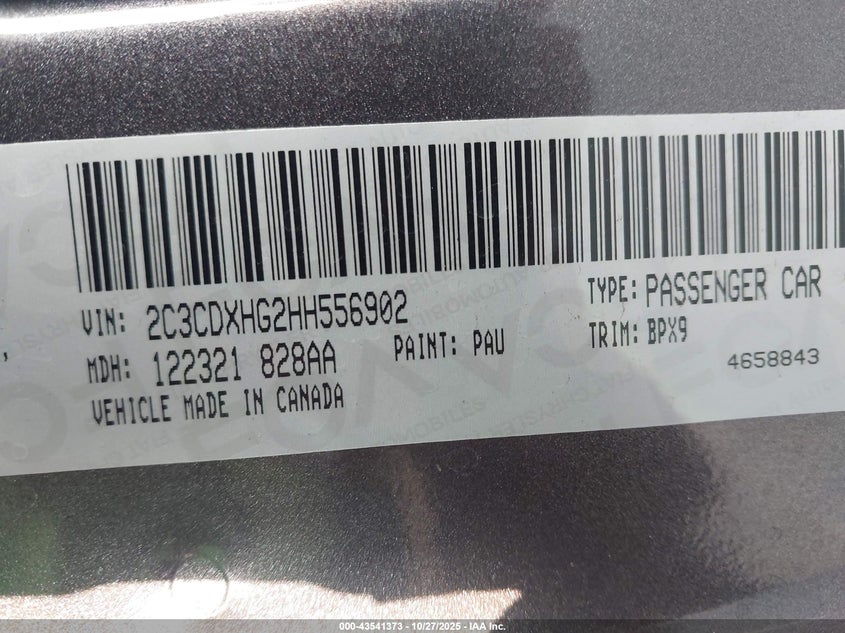 VIN: 2C3CDXHG2HH556902
TYPE: PASSENGER CAR
MDH: 122321 828AA
PAINT: PAU
TRIM: BPX9
4658843
VEHICLE MADE IN CANADA
000-43541373 - 10/27/2025 - IAA Inc.